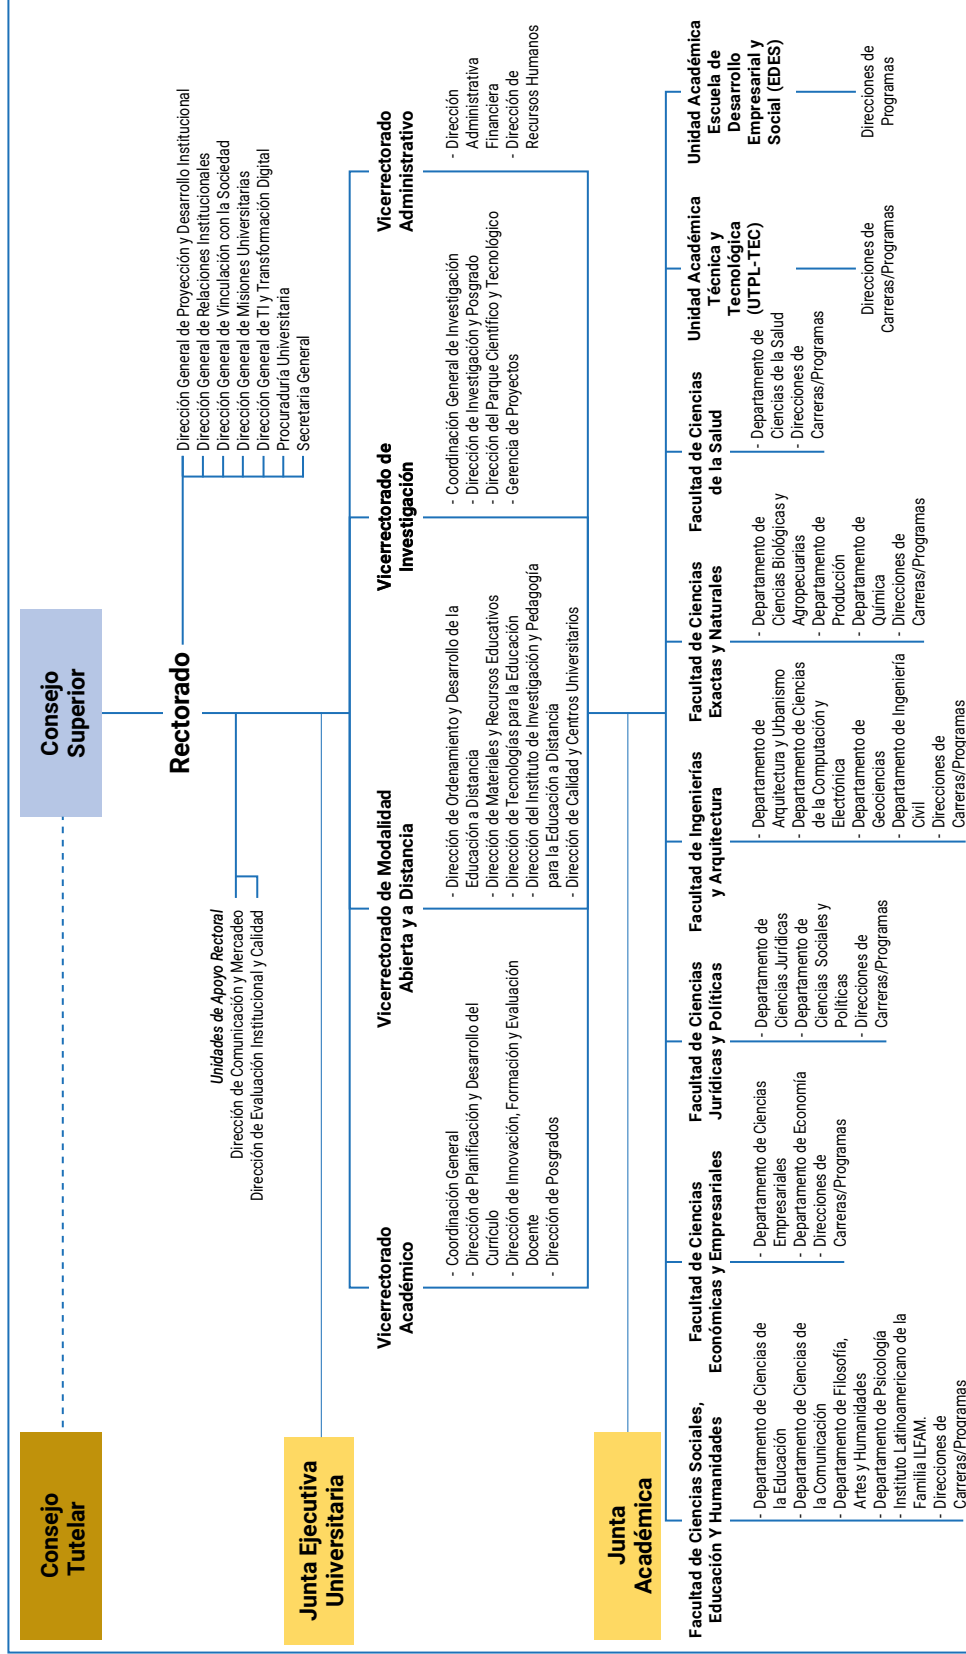 Consejo
Tutelar
Consejo
Superior
Rectorado
Dirección General de Proyección y Desarrollo Institucional
Dirección General de Relaciones Institucionales
Dirección General de Vinculación con la Sociedad
Dirección General de Misiones Universitarias
Dirección General de TI y Transformación Digital
Procuraduría Universitaria
Secretaria General
Unidades de Apoyo Rectoral
Dirección de Comunicación y Mercadeo
Dirección de Evaluación Institucional y Calidad
Junta Ejecutiva
Universitaria
Vicerrectorado
Académico
- Coordinación General
- Dirección de Planificación y Desarrollo del
Currículo
- Dirección de Innovación, Formación y Evaluación
Docente
- Dirección de Posgrados
Vicerrectorado de Modalidad
Abierta y a Distancia
- Dirección de Ordenamiento y Desarrollo de la
Educación a Distancia
- Dirección de Materiales y Recursos Educativos
- Dirección de Tecnologías para la Educación
- Dirección del Instituto de Investigación y Pedagogía
para la Educación a Distancia
- Dirección de Calidad y Centros Universitarios
Vicerrectorado de
Investigación
- Coordinación General de Investigación
- Dirección de Investigación y Posgrado
- Dirección del Parque Científico y Tecnológico
- Gerencia de Proyectos
Vicerrectorado
Administrativo
- Dirección
Administrativa
Financiera
- Dirección de
Recursos Humanos
Junta
Académica
Facultad de Ciencias Sociales,
Educación Y Humanidades
- Departamento de Ciencias de
la Educación
- Departamento de Ciencias de
la Comunicación
- Departamento de Filosofía,
Artes y Humanidades
- Departamento de Psicología
- Instituto Latinoamericano de la
Familia ILFAM.
- Direcciones de
Carreras/Programas
Facultad de Ciencias
Económicas y Empresariales
- Departamento de Ciencias
Empresariales
- Departamento de Economía
- Direcciones de
Carreras/Programas
Facultad de Ciencias
Jurídicas y Políticas
- Departamento de
Ciencias Jurídicas
- Departamento de
Ciencias Sociales y
Políticas
- Direcciones de
Carreras/Programas
Facultad de Ingenierías
y Arquitectura
- Departamento de
Arquitectura y Urbanismo
- Departamento de Ciencias
de la Computación y
Electrónica
- Departamento de
Geociencias
- Departamento de Ingeniería
Civil
- Direcciones de
Carreras/Programas
Facultad de Ciencias
Exactas y Naturales
- Departamento de
Ciencias Biológicas y
Agropecuarias
- Departamento de
Producción
- Departamento de
Química
- Direcciones de
Carreras/Programas
Facultad de Ciencias
de la Salud
- Departamento de
Ciencias de la Salud
- Direcciones de
Carreras/Programas
Unidad Académica
Técnica y
Tecnológica
(UTPL-TEC)
Direcciones de
Carreras/Programas
Unidad Académica
Escuela de
Desarrollo
Empresarial y
Social (EDES)
Direcciones de
Programas